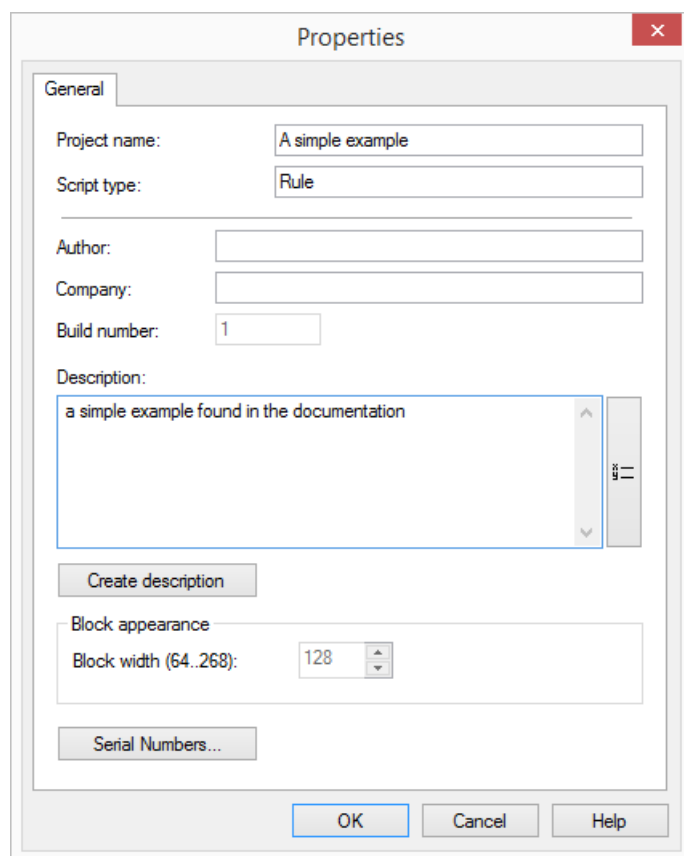 Properties
General
Project name: A simple example
Script type: Rule
Author:
Company:
Build number: 1
Description:
a simple example found in the documentation
Create description
Block appearance
Block width (64..268): 128
Serial Numbers...
OK Cancel Help